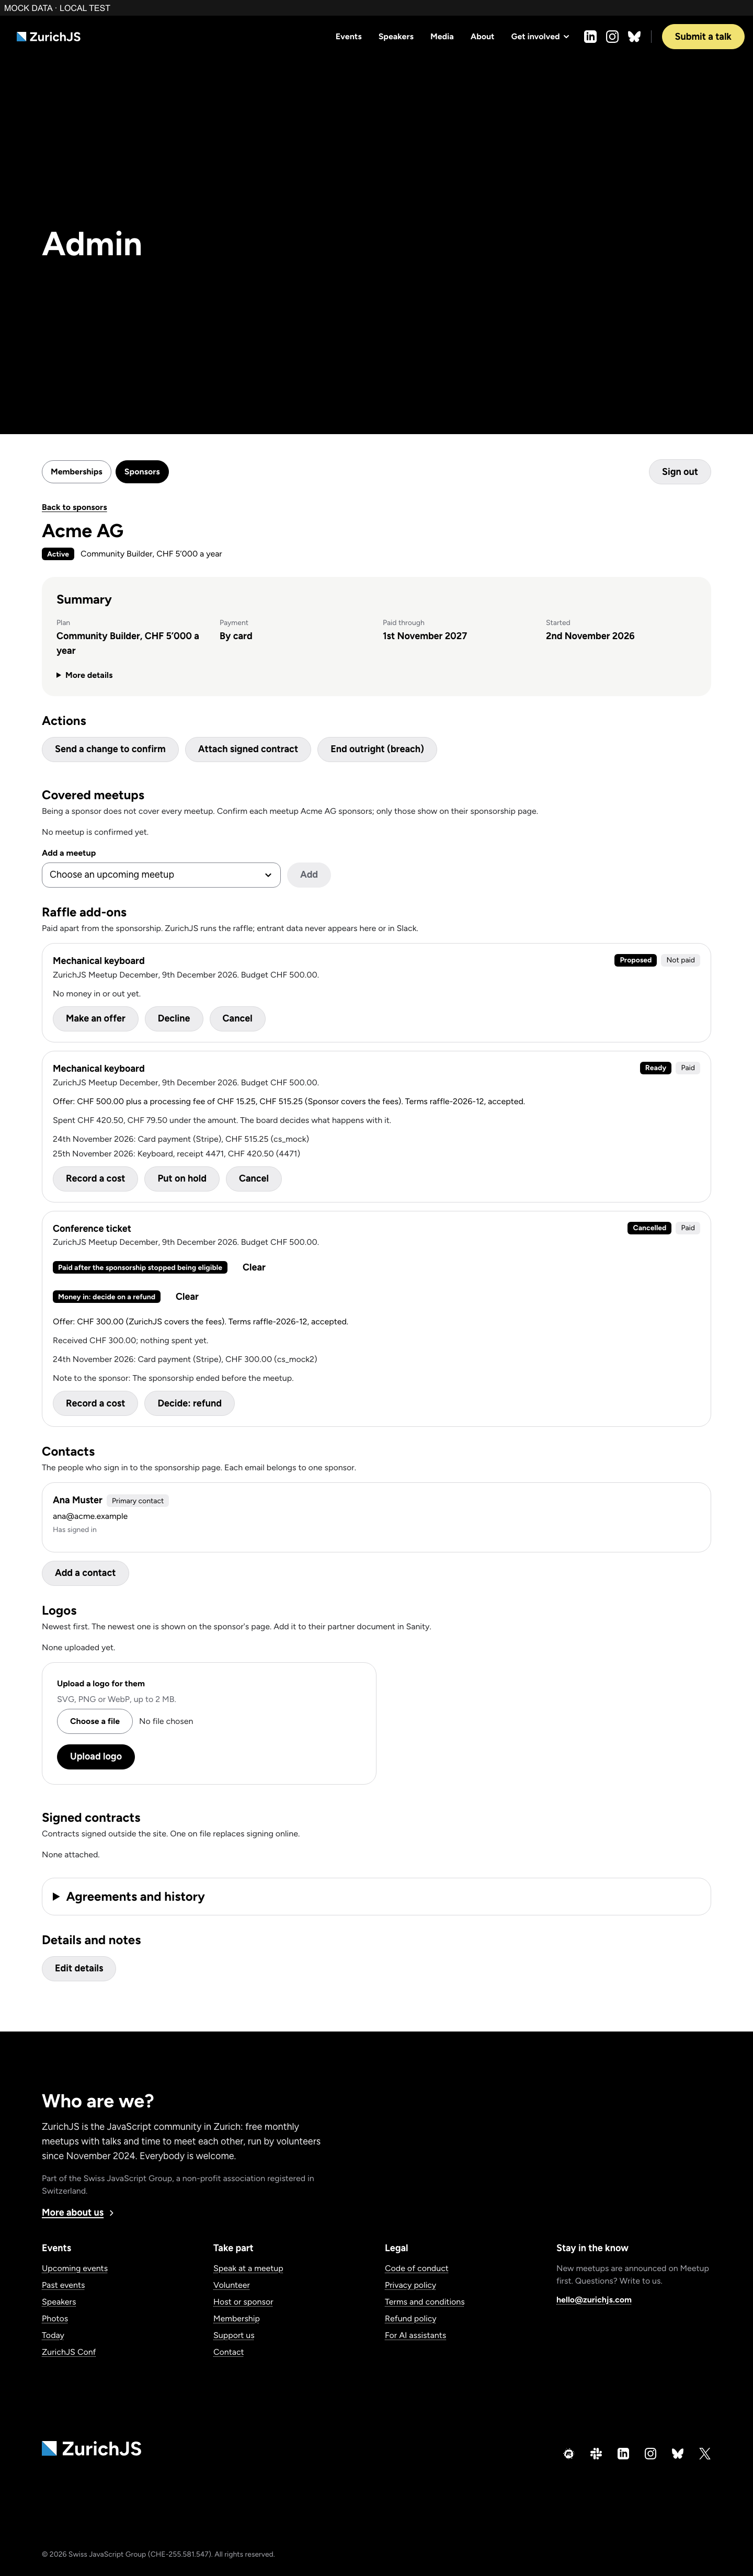 MOCK DATA · LOCAL TEST
ZurichJS
Events
Speakers
Media
About
Get involved
Submit a talk
Admin
Memberships
Sponsors
Sign out
Back to sponsors
Acme AG
Active
Community Builder, CHF 5'000 a year
Summary
Plan
Community Builder, CHF 5'000 a
year
Payment
By card
Paid through
1st November 2027
Started
2nd November 2026
More details
Actions
Send a change to confirm
Attach signed contract
End outright (breach)
Covered meetups
Being a sponsor does not cover every meetup. Confirm each meetup Acme AG sponsors; only those show on their sponsorship page.
No meetup is confirmed yet.
Add a meetup
Choose an upcoming meetup
Add
Raffle add-ons
Paid apart from the sponsorship. ZurichJS runs the raffle; entrant data never appears here or in Slack.
Mechanical keyboard
Proposed
Not paid
ZurichJS Meetup December, 9th December 2026. Budget CHF 500.00.
No money in or out yet.
Make an offer
Decline
Cancel
Mechanical keyboard
Ready
Paid
ZurichJS Meetup December, 9th December 2026. Budget CHF 500.00.
Offer: CHF 500.00 plus a processing fee of CHF 15.25, CHF 515.25 (Sponsor covers the fees). Terms raffle-2026-12, accepted.
Spent CHF 420.50, CHF 79.50 under the amount. The board decides what happens with it.
24th November 2026: Card payment (Stripe), CHF 515.25 (cs_mock)
25th November 2026: Keyboard, receipt 4471, CHF 420.50 (4471)
Record a cost
Put on hold
Cancel
Conference ticket
Cancelled
Paid
ZurichJS Meetup December, 9th December 2026. Budget CHF 500.00.
Paid after the sponsorship stopped being eligible
Clear
Money in: decide on a refund
Clear
Offer: CHF 300.00 (ZurichJS covers the fees). Terms raffle-2026-12, accepted.
Received CHF 300.00; nothing spent yet.
24th November 2026: Card payment (Stripe), CHF 300.00 (cs_mock2)
Note to the sponsor: The sponsorship ended before the meetup.
Record a cost
Decide: refund
Contacts
The people who sign in to the sponsorship page. Each email belongs to one sponsor.
Ana Muster
Primary contact
ana@acme.example
Has signed in
Add a contact
Logos
Newest first. The newest one is shown on the sponsor's page. Add it to their partner document in Sanity.
None uploaded yet.
Upload a logo for them
SVG, PNG or WebP, up to 2 MB.
Choose a file
No file chosen
Upload logo
Signed contracts
Contracts signed outside the site. One on file replaces signing online.
None attached.
Agreements and history
Details and notes
Edit details
Who are we?
ZurichJS is the JavaScript community in Zurich: free monthly
meetups with talks and time to meet each other, run by volunteers
since November 2024. Everybody is welcome.
Part of the Swiss JavaScript Group, a non-profit association registered in
Switzerland.
More about us
Events
Upcoming events
Past events
Speakers
Photos
Today
ZurichJS Conf
Take part
Speak at a meetup
Volunteer
Host or sponsor
Membership
Support us
Contact
Legal
Code of conduct
Privacy policy
Terms and conditions
Refund policy
For AI assistants
Stay in the know
New meetups are announced on Meetup
first. Questions? Write to us.
hello@zurichjs.com
ZurichJS
© 2026 Swiss JavaScript Group (CHE-255.581.547). All rights reserved.